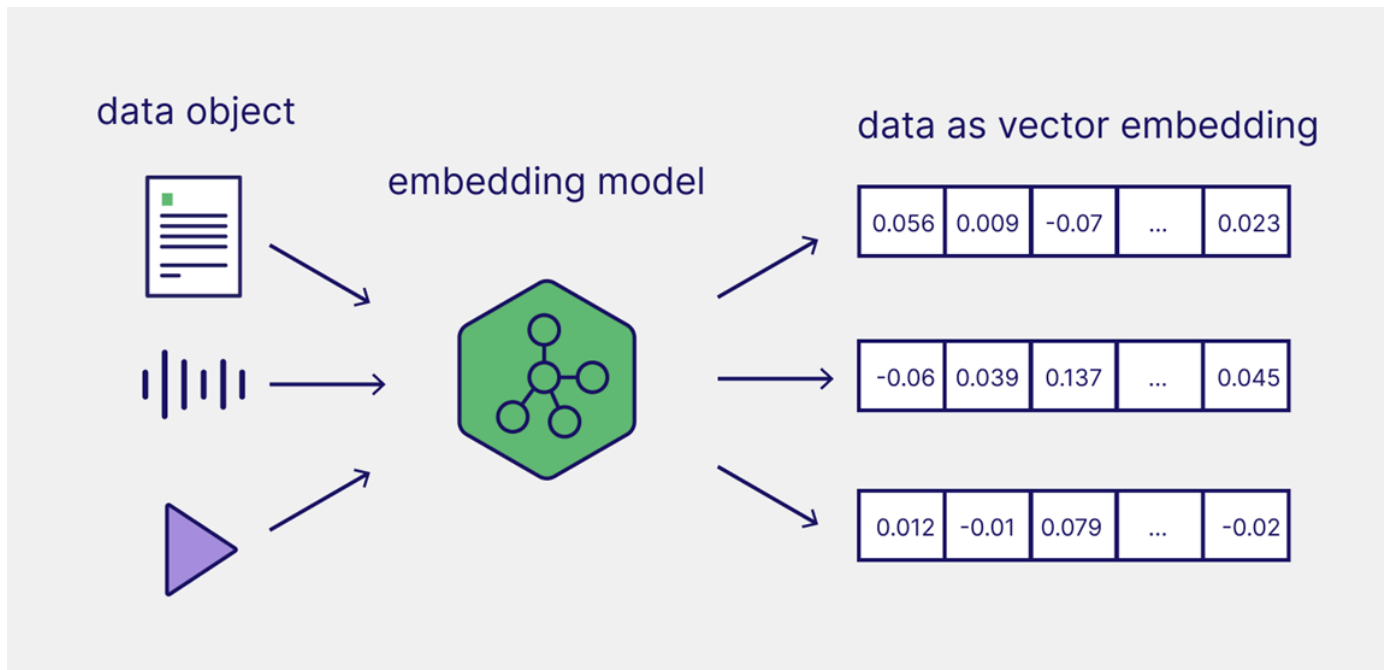 data object
embedding model
data as vector embedding
0.056 0.009 -0.07 ... 0.023
-0.06 0.039 0.137 ... 0.045
0.012 -0.01 0.079 ... -0.02